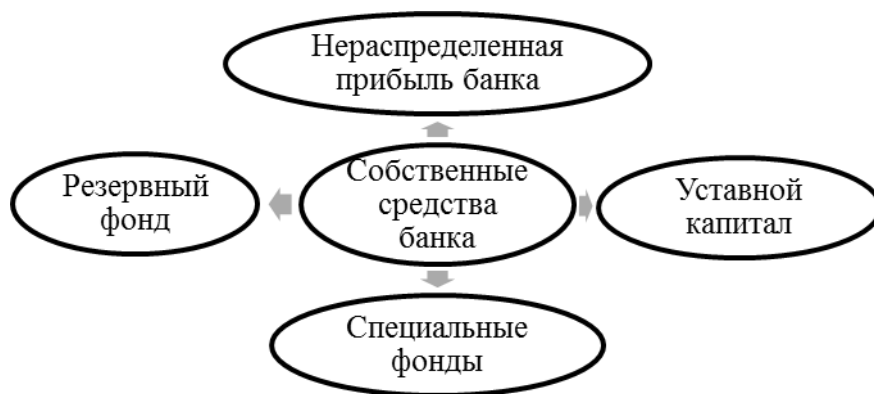 Нераспределенная
прибыль банка
Резервный
фонд
Собственные
средства
банка
Уставной
капитал
Специальные
фонды